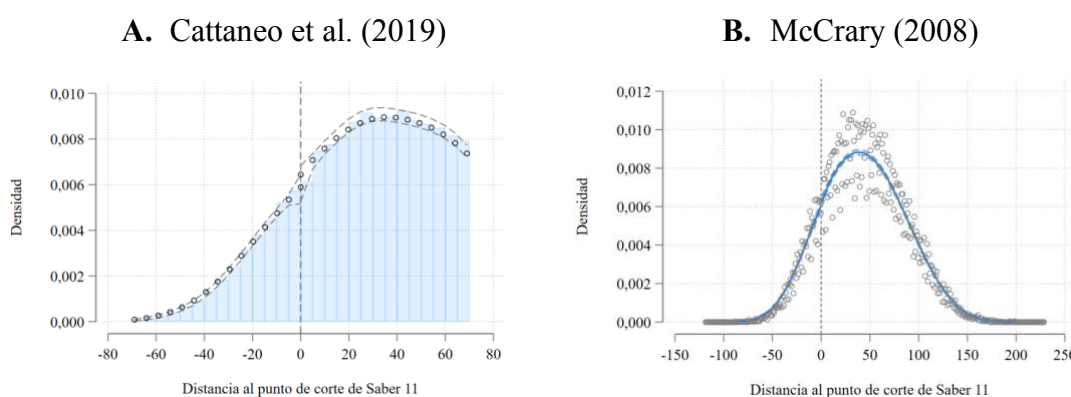 A. Cattaneo et al. (2019)
0,010
0,008
0,006
0,004
0,002
0,000
Densidad
-80 -60 -40 -20 0 20 40 60 80
Distancia al punto de corte de Saber 11
B. McCrary (2008)
0,012
0,010
0,008
0,006
0,004
0,002
0,000
Densidad
-150 -100 -50 0 50 100 150 200 250
Distancia al punto de corte de Saber 11